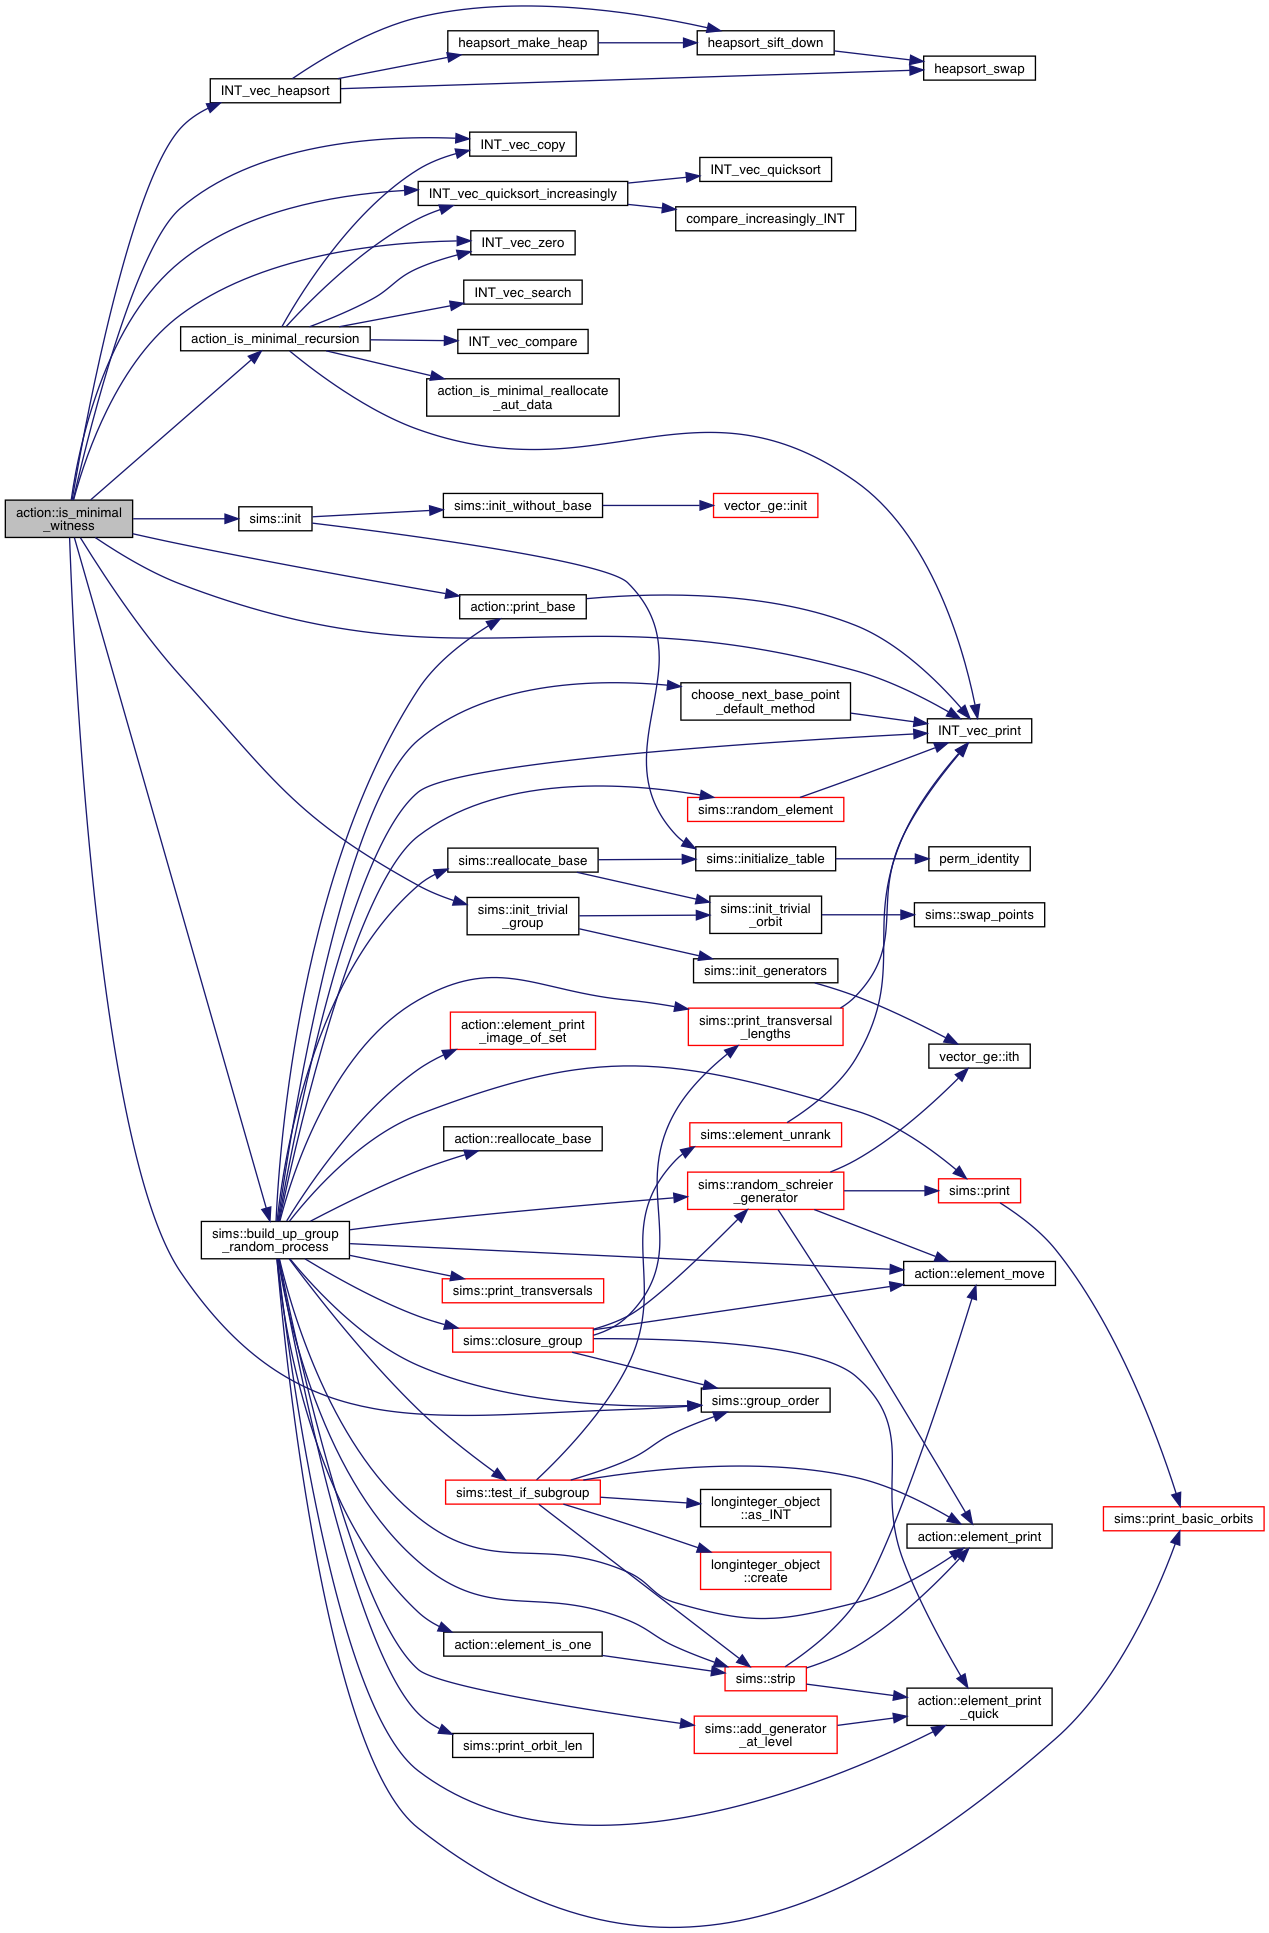 heapsort_make_heap
heapsort_sift_down
heapsort_swap
INT_vec_heapsort
INT_vec_copy
INT_vec_quicksort
INT_vec_quicksort_increasingly
compare_increasingly_INT
INT_vec_zero
INT_vec_search
action_is_minimal_recursion
INT_vec_compare
action_is_minimal_reallocate
_aut_data
action::is_minimal
_witness
sims::init
sims::init_without_base
vector_ge::init
action::print_base
choose_next_base_point
_default_method
INT_vec_print
sims::random_element
sims::reallocate_base
sims::initialize_table
perm_identity
sims::init_trivial
_group
sims::init_trivial
_orbit
sims::swap_points
sims::init_generators
action::element_print
_image_of_set
sims::print_transversal
_lengths
vector_ge::ith
action::reallocate_base
sims::element_unrank
sims::random_schreier
_generator
sims::print
sims::build_up_group
_random_process
action::element_move
sims::print_transversals
sims::closure_group
sims::group_order
sims::test_if_subgroup
longinteger_object
::as_INT
sims::print_basic_orbits
action::element_print
longinteger_object
::create
action::element_is_one
sims::strip
action::element_print
_quick
sims::add_generator
_at_level
sims::print_orbit_len